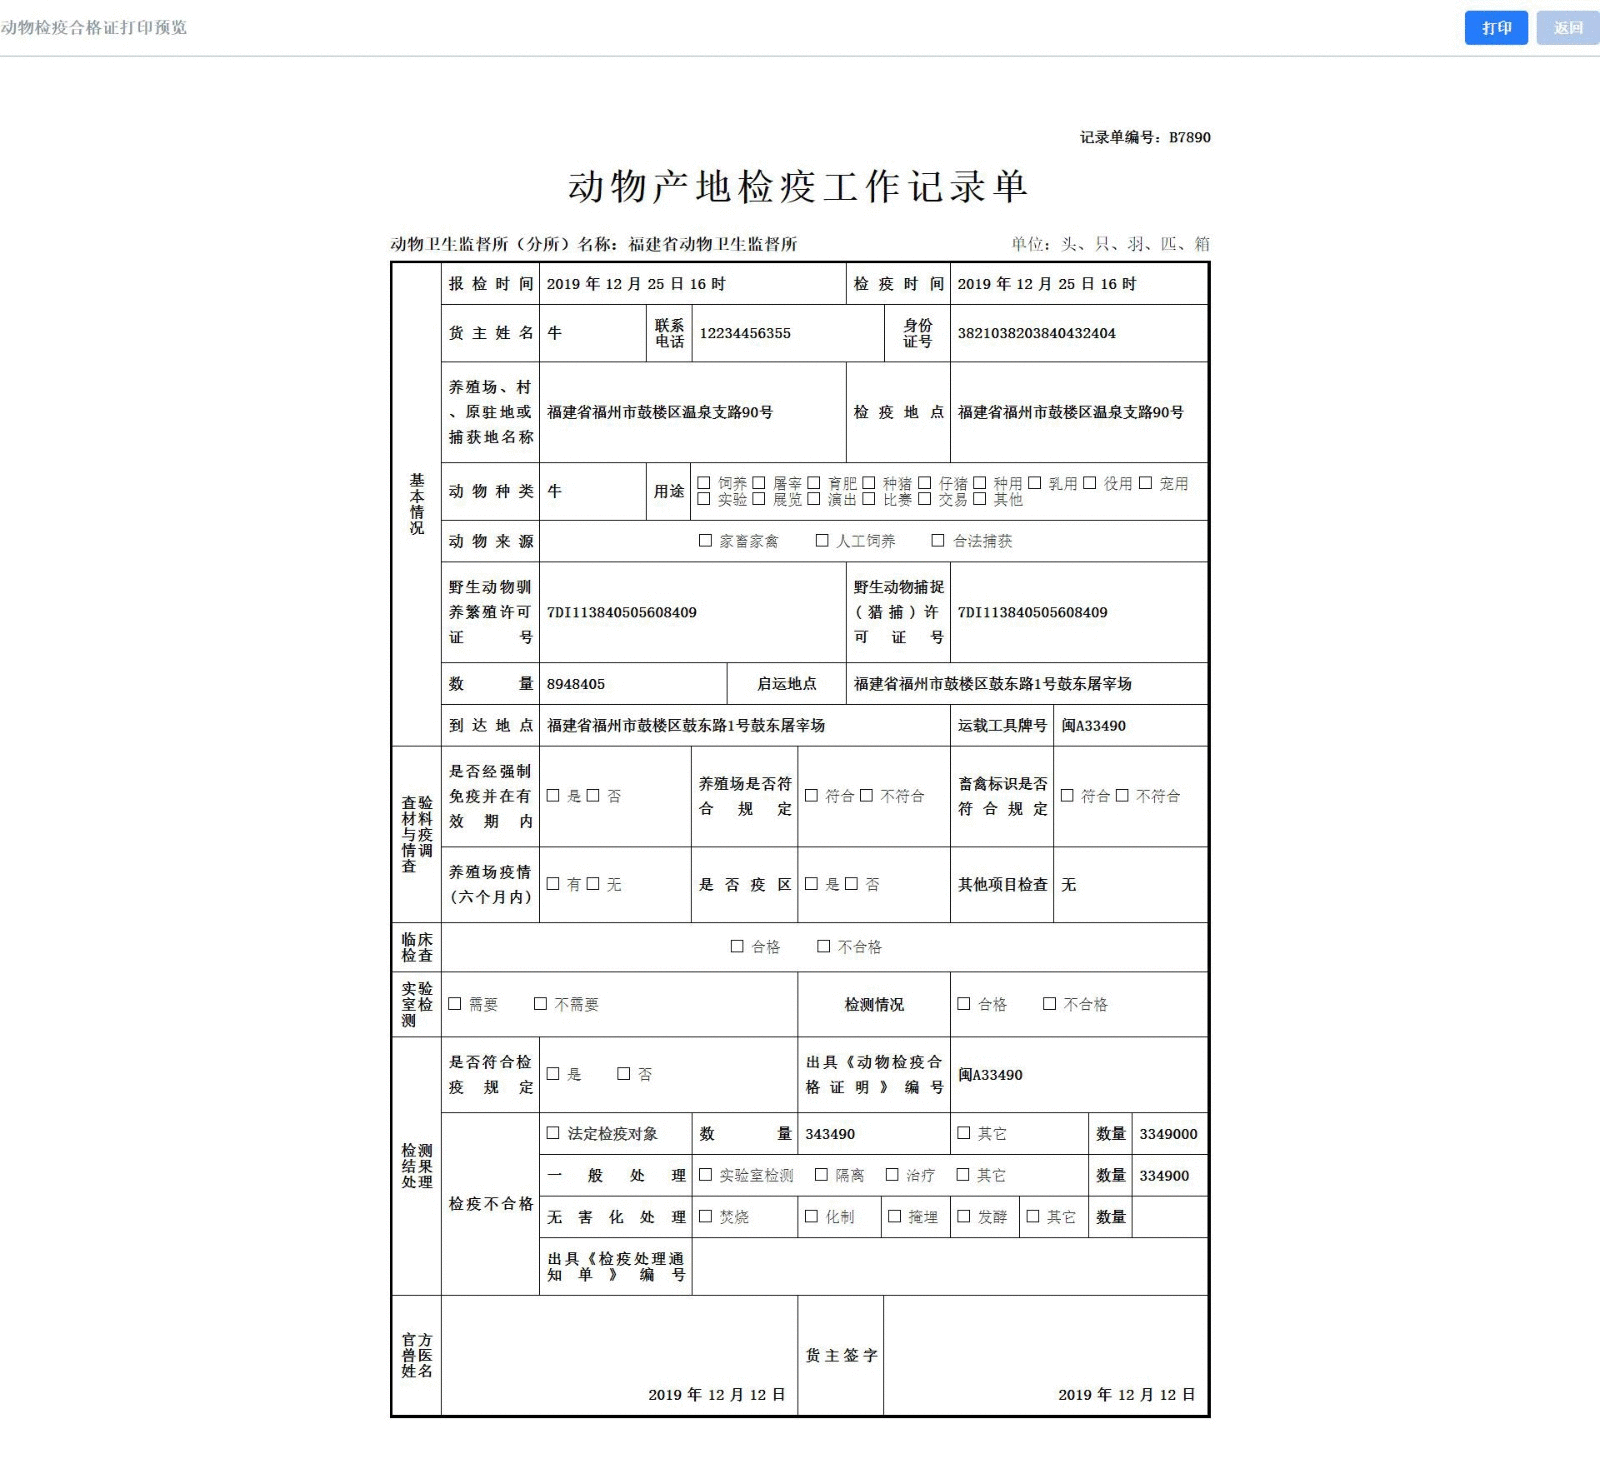 动物检疫合格证打印预览
打印
返回
记录单编号：B7890
动物产地检疫工作记录单
动物卫生监督所（分所）名称：福建省动物卫生监督所
单位：头、只、羽、匹、箱
基本情况
报检时间
2019 年 12 月 25 日 16 时
检疫时间
2019 年 12 月 25 日 16 时
货主姓名
牛
联系
电话
12234456355
身份
证号
3821038203840432404
养殖场、村
、原驻地或
捕获地名称
福建省福州市鼓楼区温泉支路90号
检疫地点
福建省福州市鼓楼区温泉支路90号
动物种类
牛
用途
□ 饲养 □ 屠宰 □ 育肥 □ 种猪 □ 仔猪 □ 种用 □ 乳用 □ 役用 □ 宠用
□ 实验 □ 展览 □ 演出 □ 比赛 □ 交易 □ 其他
动物来源
□ 家畜家禽 □ 人工饲养 □ 合法捕获
野生动物驯
养繁殖许可
证号
7DI113840505608409
野生动物捕捉
（猎捕）许
可证号
7DI113840505608409
数量
8948405
启运地点
福建省福州市鼓楼区鼓东路1号鼓东屠宰场
到达地点
福建省福州市鼓楼区鼓东路1号鼓东屠宰场
运载工具牌号
闽A33490
查验
材料
与疫
情调
查
是否经强制
免疫并在有
效期内
□ 是 □ 否
养殖场是否符
合规定
□ 符合 □ 不符合
畜禽标识是否
符合规定
□ 符合 □ 不符合
养殖场疫情
(六个月内)
□ 有 □ 无
是否疫区
□ 是 □ 否
其他项目检查
无
临床
检查
□ 合格 □ 不合格
实验
室检
测
□ 需要 □ 不需要
检测情况
□ 合格 □ 不合格
检测
结果
处理
是否符合检
疫规定
□ 是 □ 否
出具《动物检疫合
格证明》编号
闽A33490
检疫不合格
□ 法定检疫对象
数量
343490
□ 其它
数量
3349000
一般处理
□ 实验室检测 □ 隔离 □ 治疗 □ 其它
数量
334900
无害化处理
□ 焚烧
□ 化制
□ 掩埋
□ 发酵
□ 其它
数量
出具《检疫处理通
知单》编号
官方
兽医
姓名
2019 年 12 月 12 日
货主签字
2019 年 12 月 12 日